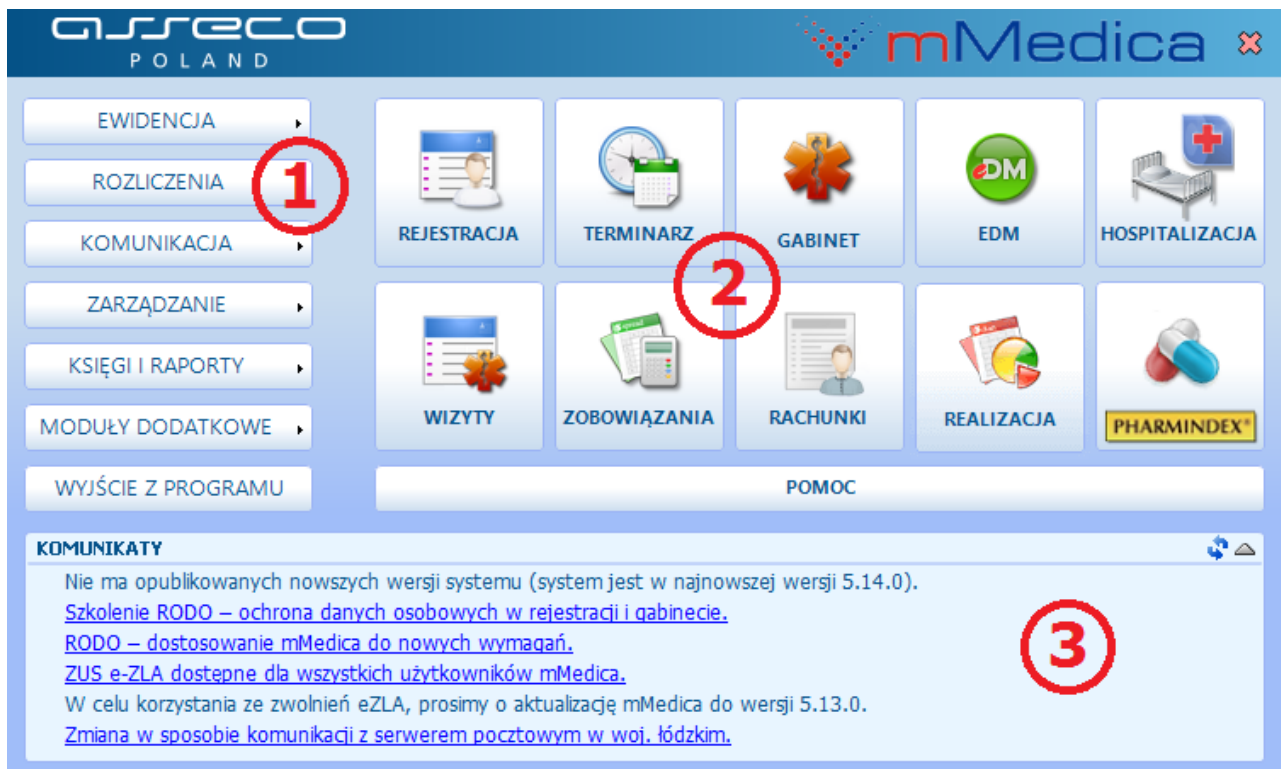 asseco
POLAND
mMedica
EWIDENCJA
ROZLICZENIA
KOMUNIKACJA
ZARZĄDZANIE
KSIĘGI I RAPORTY
MODUŁY DODATKOWE
WYJŚCIE Z PROGRAMU
1
REJESTRACJA
TERMINARZ
GABINET
eDM
EDM
HOSPITALIZACJA
2
WIZYTY
ZOBOWIĄZANIA
RACHUNKI
REALIZACJA
PHARMINDEX®
POMOC
KOMUNIKATY
Nie ma opublikowanych nowszych wersji systemu (system jest w najnowszej wersji 5.14.0).
Szkolenie RODO – ochrona danych osobowych w rejestracji i gabinecie.
RODO – dostosowanie mMedica do nowych wymagań.
ZUS e-ZLA dostępne dla wszystkich użytkowników mMedica.
W celu korzystania ze zwolnień eZLA, prosimy o aktualizację mMedica do wersji 5.13.0.
Zmiana w sposobie komunikacji z serwerem pocztowym w woj. łódzkim.
3